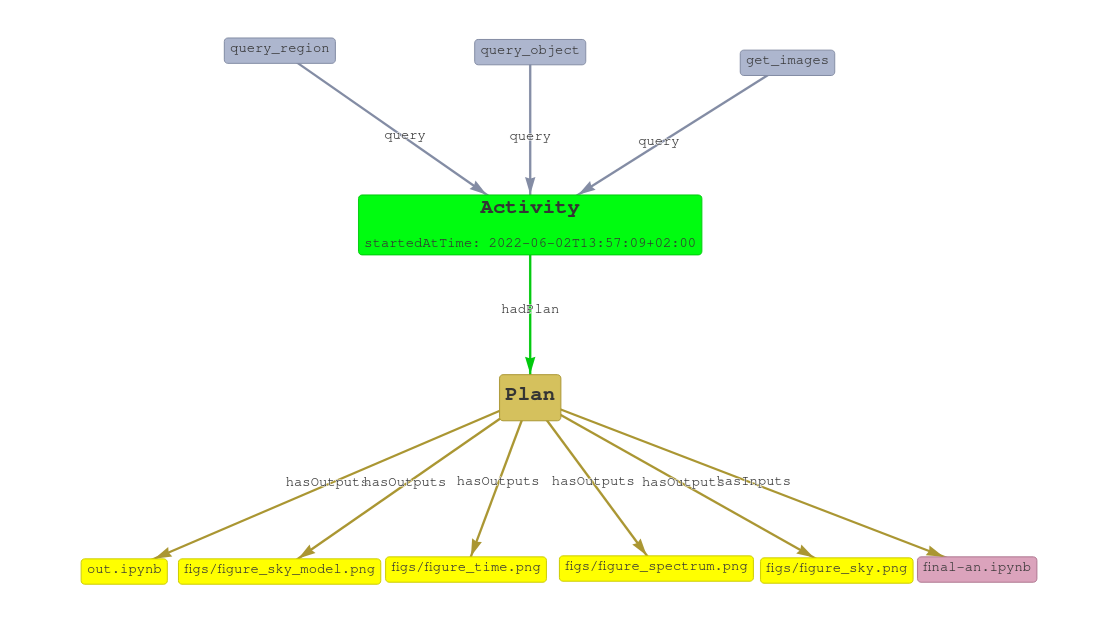 query_region
query_object
get_images
query
query
query
Activity
startedAtTime: 2022-06-02T13:57:09+02:00
hadPlan
Plan
hasOutputs
hasOutputs
hasOutputs
hasOutputs
hasOutputs
hasInputs
out.ipynb
figs/figure_sky_model.png
figs/figure_time.png
figs/figure_spectrum.png
figs/figure_sky.png
final-an.ipynb